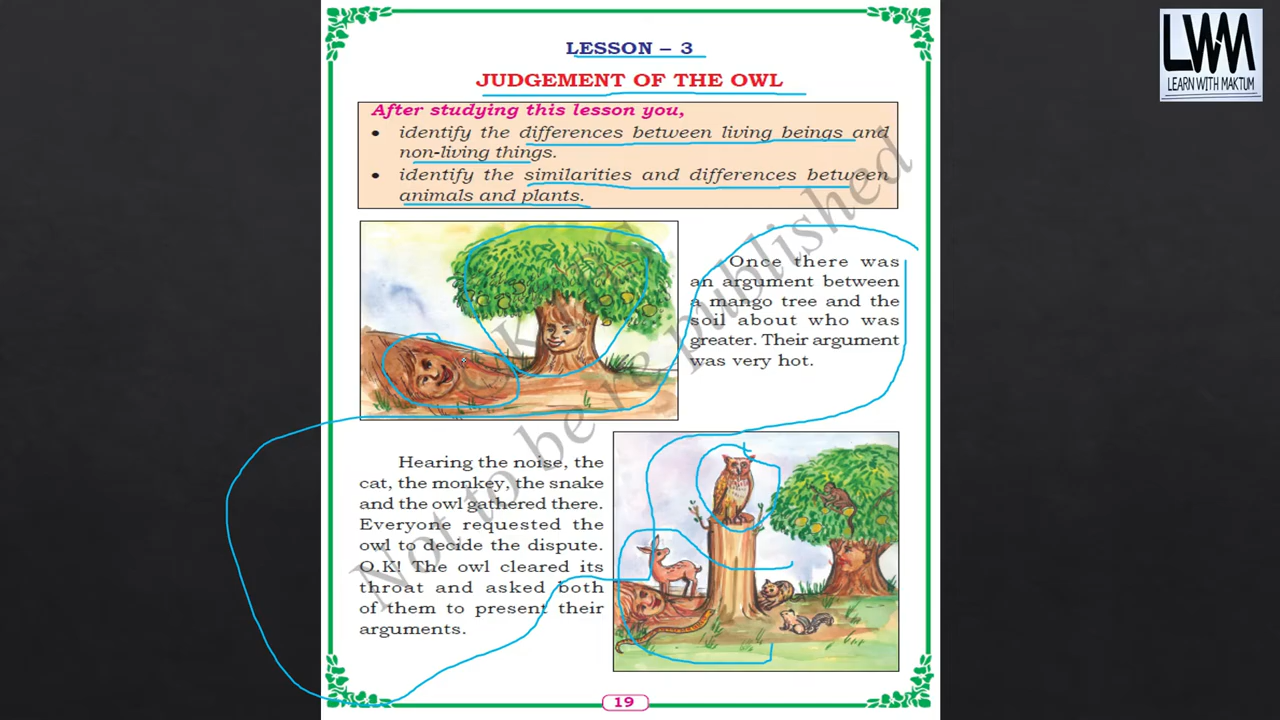 LWM
LEARN WITH MAKTUM
LESSON – 3
JUDGEMENT OF THE OWL
After studying this lesson you,
• identify the differences between living beings and
non-living things.
• identify the similarities and differences between
animals and plants.
Once there was
an argument between
a mango tree and the
soil about who was
greater. Their argument
was very hot.
Hearing the noise, the
cat, the monkey, the snake
and the owl gathered there.
Everyone requested the
owl to decide the dispute.
O.K! The owl cleared its
throat and asked both
of them to present their
arguments.
Not to be republished
19